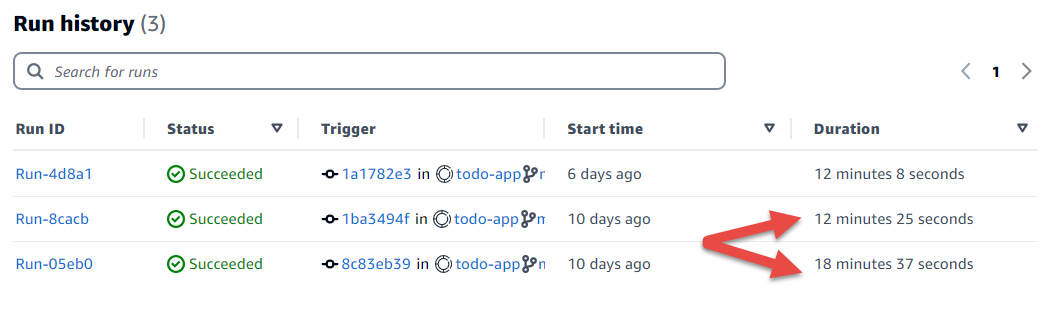 Run history (3)
Search for runs
1
Run ID Status Trigger Start time Duration
Run-4d8a1 Succeeded 1a1782e3 in todo-app 6 days ago 12 minutes 8 seconds
Run-8cacb Succeeded 1ba3494f in todo-app 10 days ago 12 minutes 25 seconds
Run-05eb0 Succeeded 8c83eb39 in todo-app 10 days ago 18 minutes 37 seconds